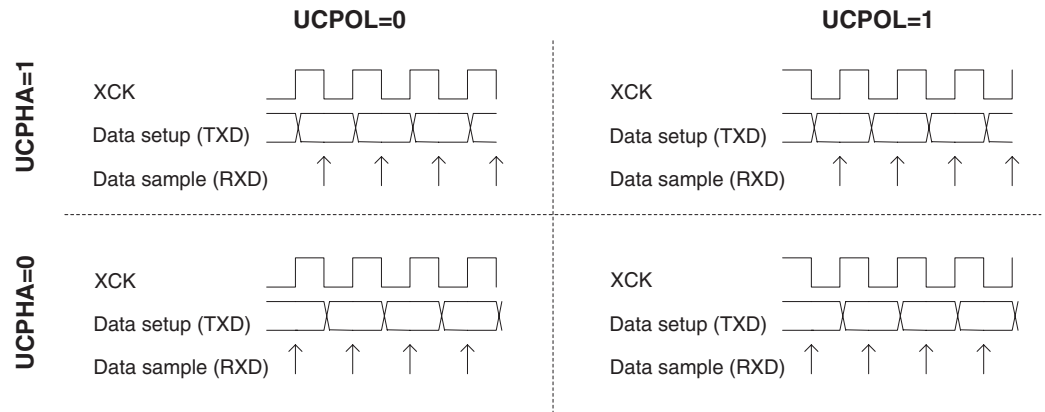 UCPOL=0
UCPOL=1
UCPHA=1
XCK
Data setup (TXD)
Data sample (RXD)
XCK
Data setup (TXD)
Data sample (RXD)
UCPHA=0
XCK
Data setup (TXD)
Data sample (RXD)
XCK
Data setup (TXD)
Data sample (RXD)